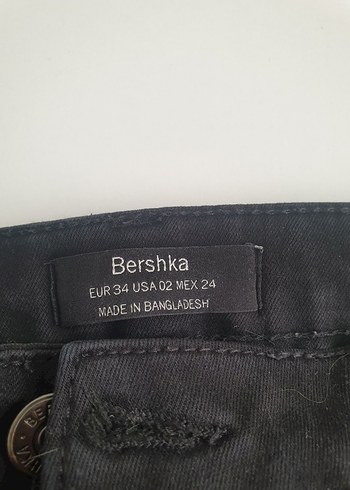 Bershka
EUR 34 USA 02 MEX 24
MADE IN BANGLADESH